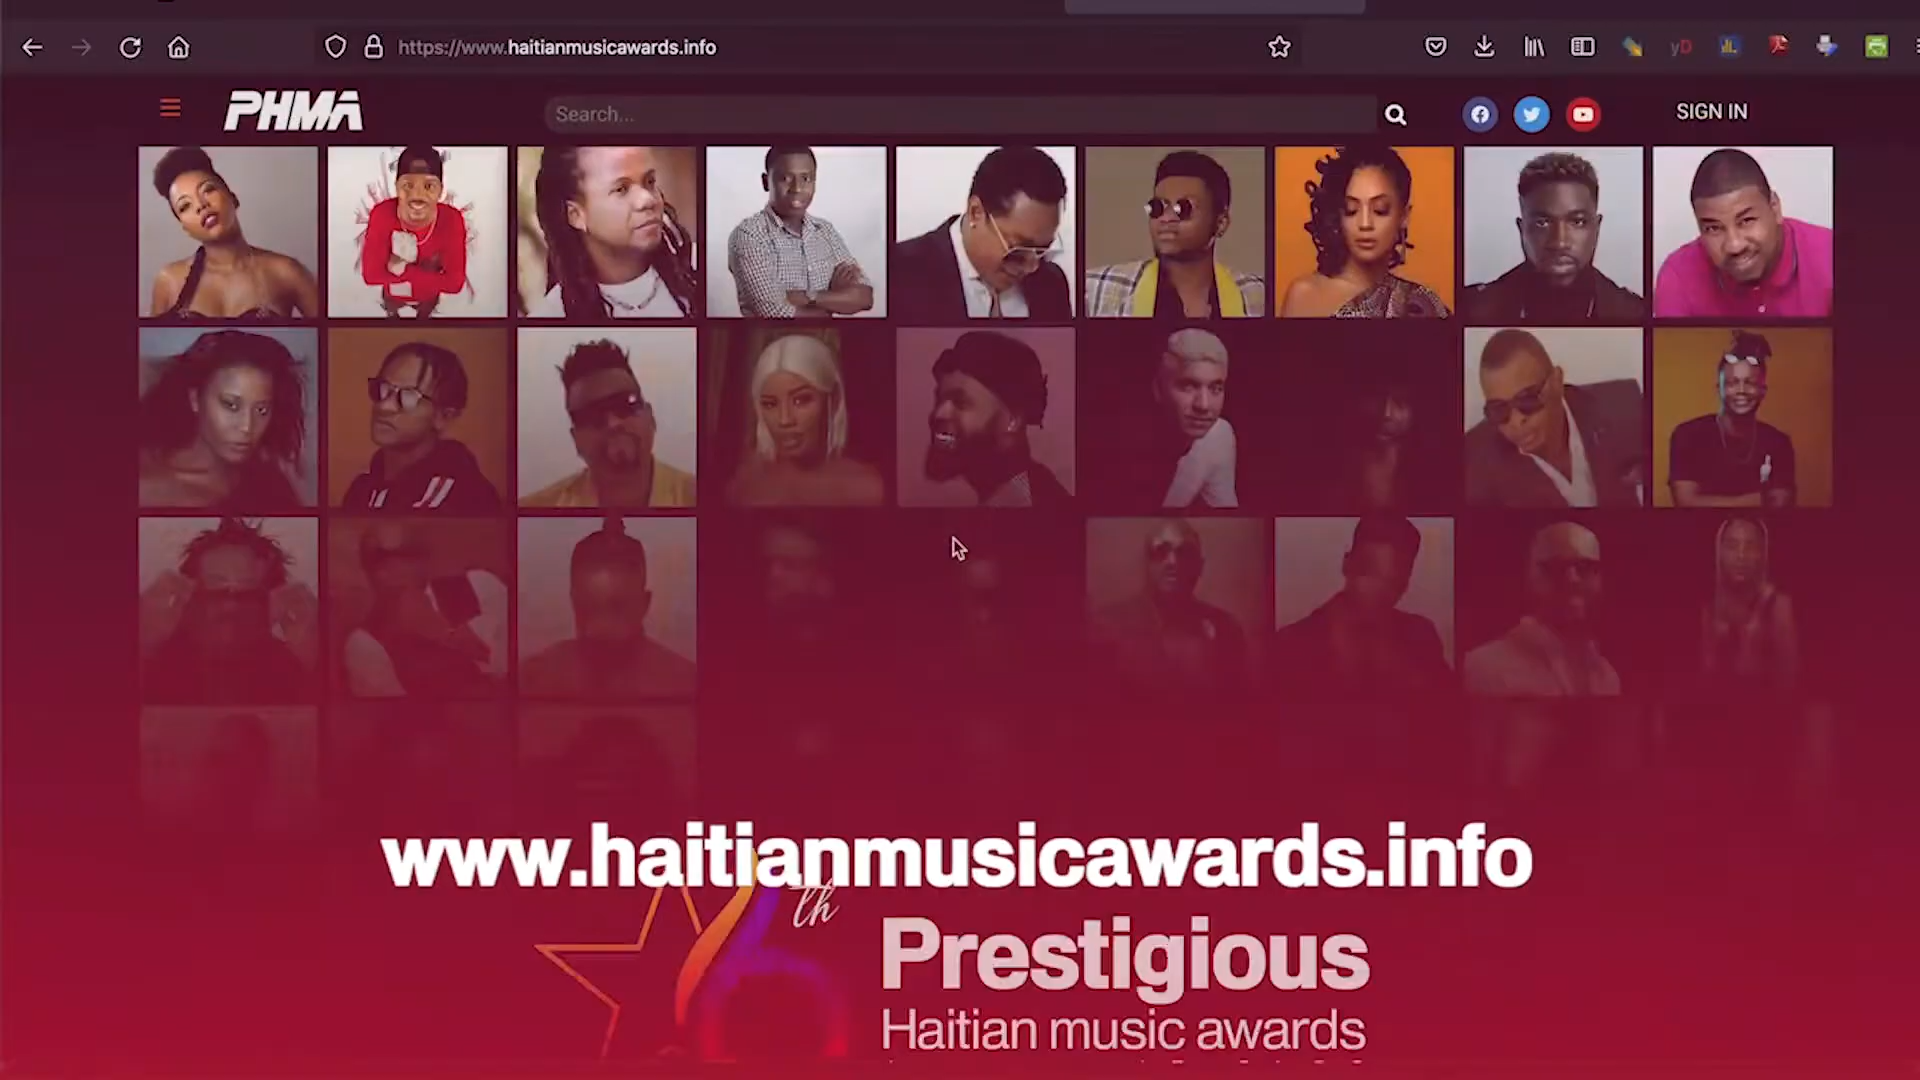 https://www.haitianmusicawards.info
PHMA
Search...
SIGN IN
www.haitianmusicawards.info
6th
Prestigious
Haitian music awards